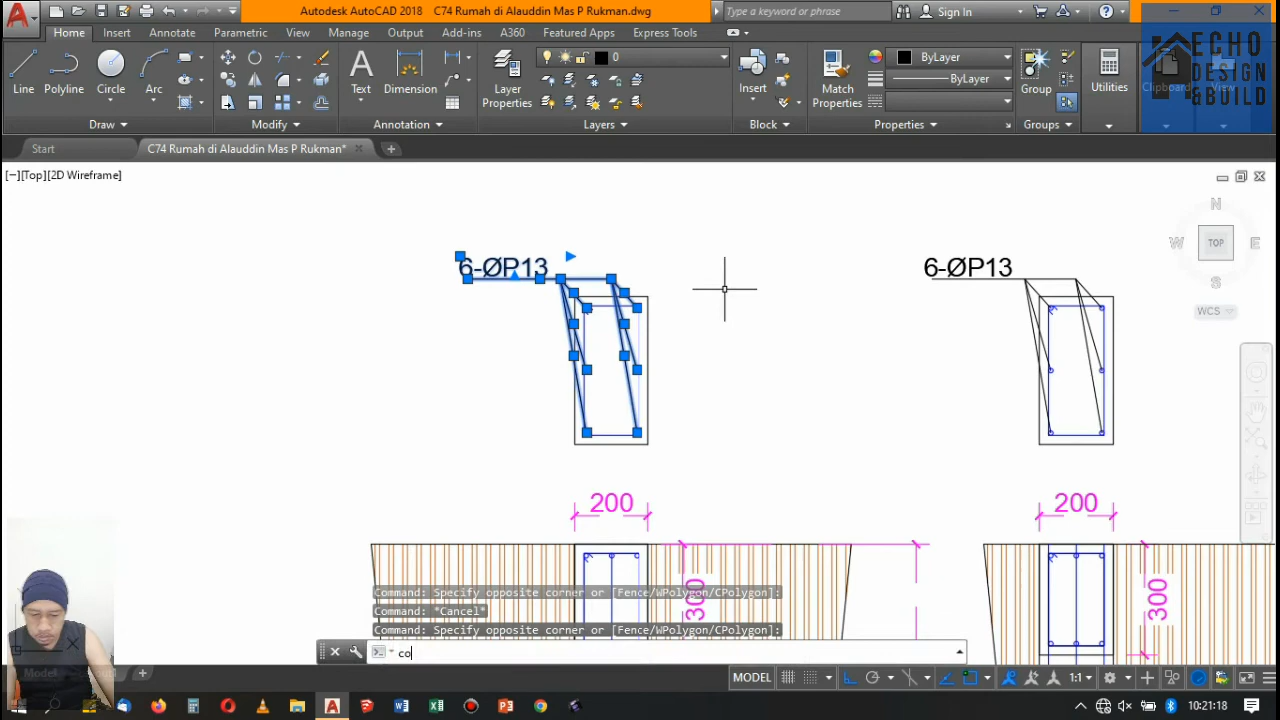 Autodesk AutoCAD 2018 C74 Rumah di Alauddin Mas P Rukman.dwg
Type a keyword or phrase
Sign In
Home Insert Annotate Parametric View Manage Output Add-ins A360 Featured Apps Express Tools
ECHO
DESIGN
&BUILD
Line Polyline Circle Arc
Text Dimension
Layer
Properties
0
Insert
Match
Properties
ByLayer
ByLayer
Group
Utilities
Clipboard
View
Draw Modify Annotation Layers Block Properties Groups
Start C74 Rumah di Alauddin Mas P Rukman*
[−][Top][2D Wireframe]
N
W TOP E
S
WCS
6-ØP13 6-ØP13
200 200
300 300
Command: Specify opposite corner or [Fence/WPolygon/CPolygon]:
Command: *Cancel*
Command: Specify opposite corner or [Fence/WPolygon/CPolygon]:
co
Model
MODEL
1:1
10:21:18